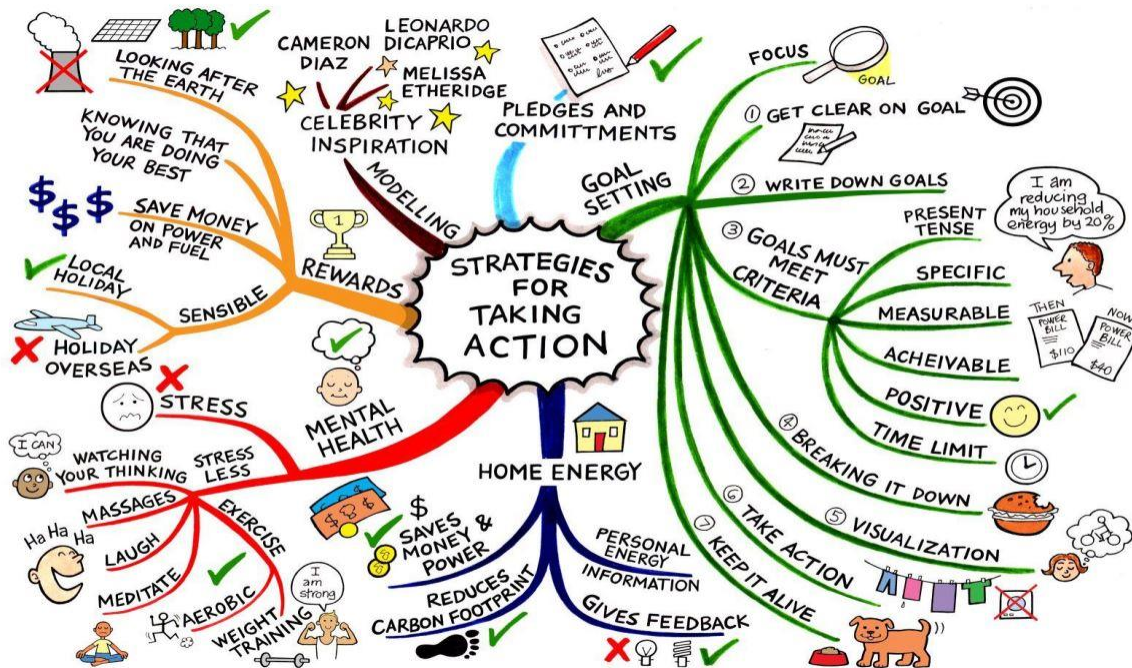 STRATEGIES
FOR
TAKING
ACTION
GOAL
SETTING
FOCUS
GOAL
① GET CLEAR ON GOAL
② WRITE DOWN GOALS
③ GOALS MUST
MEET
CRITERIA
PRESENT
TENSE
I am
reducing
my household
energy by 20%
SPECIFIC
MEASURABLE
THEN
POWER
BILL
$110
NOW
POWER
BILL
$40
ACHEIVABLE
POSITIVE
TIME LIMIT
④ BREAKING IT DOWN
⑤ VISUALIZATION
⑥ TAKE ACTION
⑦ KEEP IT ALIVE
HOME ENERGY
PERSONAL
ENERGY
INFORMATION
GIVES FEEDBACK
$
SAVES
MONEY &
POWER
REDUCES
CARBON FOOTPRINT
MENTAL
HEALTH
STRESS
STRESS
LESS
I CAN
WATCHING
YOUR THINKING
MASSAGES
Ha Ha Ha
LAUGH
MEDITATE
EXERCISE
AEROBIC
WEIGHT
TRAINING
I
am
strong
REWARDS
1
LOOKING AFTER
THE EARTH
KNOWING THAT
YOU ARE DOING
YOUR BEST
$ $ $
SAVE MONEY
ON POWER
AND FUEL
SENSIBLE
LOCAL
HOLIDAY
HOLIDAY
OVERSEAS
MODELLING
CELEBRITY
INSPIRATION
CAMERON
DIAZ
LEONARDO
DICAPRIO
MELISSA
ETHERIDGE
PLEDGES AND
COMMITTMENTS